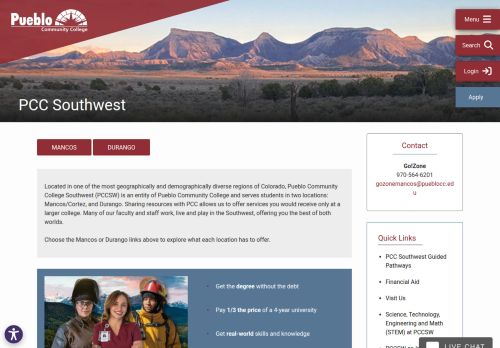 Pueblo
Community College
Menu
Search
Login
Apply
PCC Southwest
MANCOS
DURANGO
Located in one of the most geographically and demographically diverse regions of Colorado, Pueblo Community
College Southwest (PCCSW) is an entity of Pueblo Community College and serves students in two locations:
Mancos/Cortez, and Durango. Sharing resources with PCC allows us to offer services you would receive only at a
larger college. Many of our faculty and staff work, live and play in the Southwest, offering you the best of both
worlds.
Choose the Mancos or Durango links above to explore what each location has to offer.
Get the degree without the debt
Pay 1/3 the price of a 4-year university
Get real-world skills and knowledge
Contact
Go!Zone
970-564-6201
gozonemancos@pueblocc.ed
u
Quick Links
PCC Southwest Guided
Pathways
Financial Aid
Visit Us
Science, Technology,
Engineering and Math
(STEM) at PCCSW
LIVE CHAT